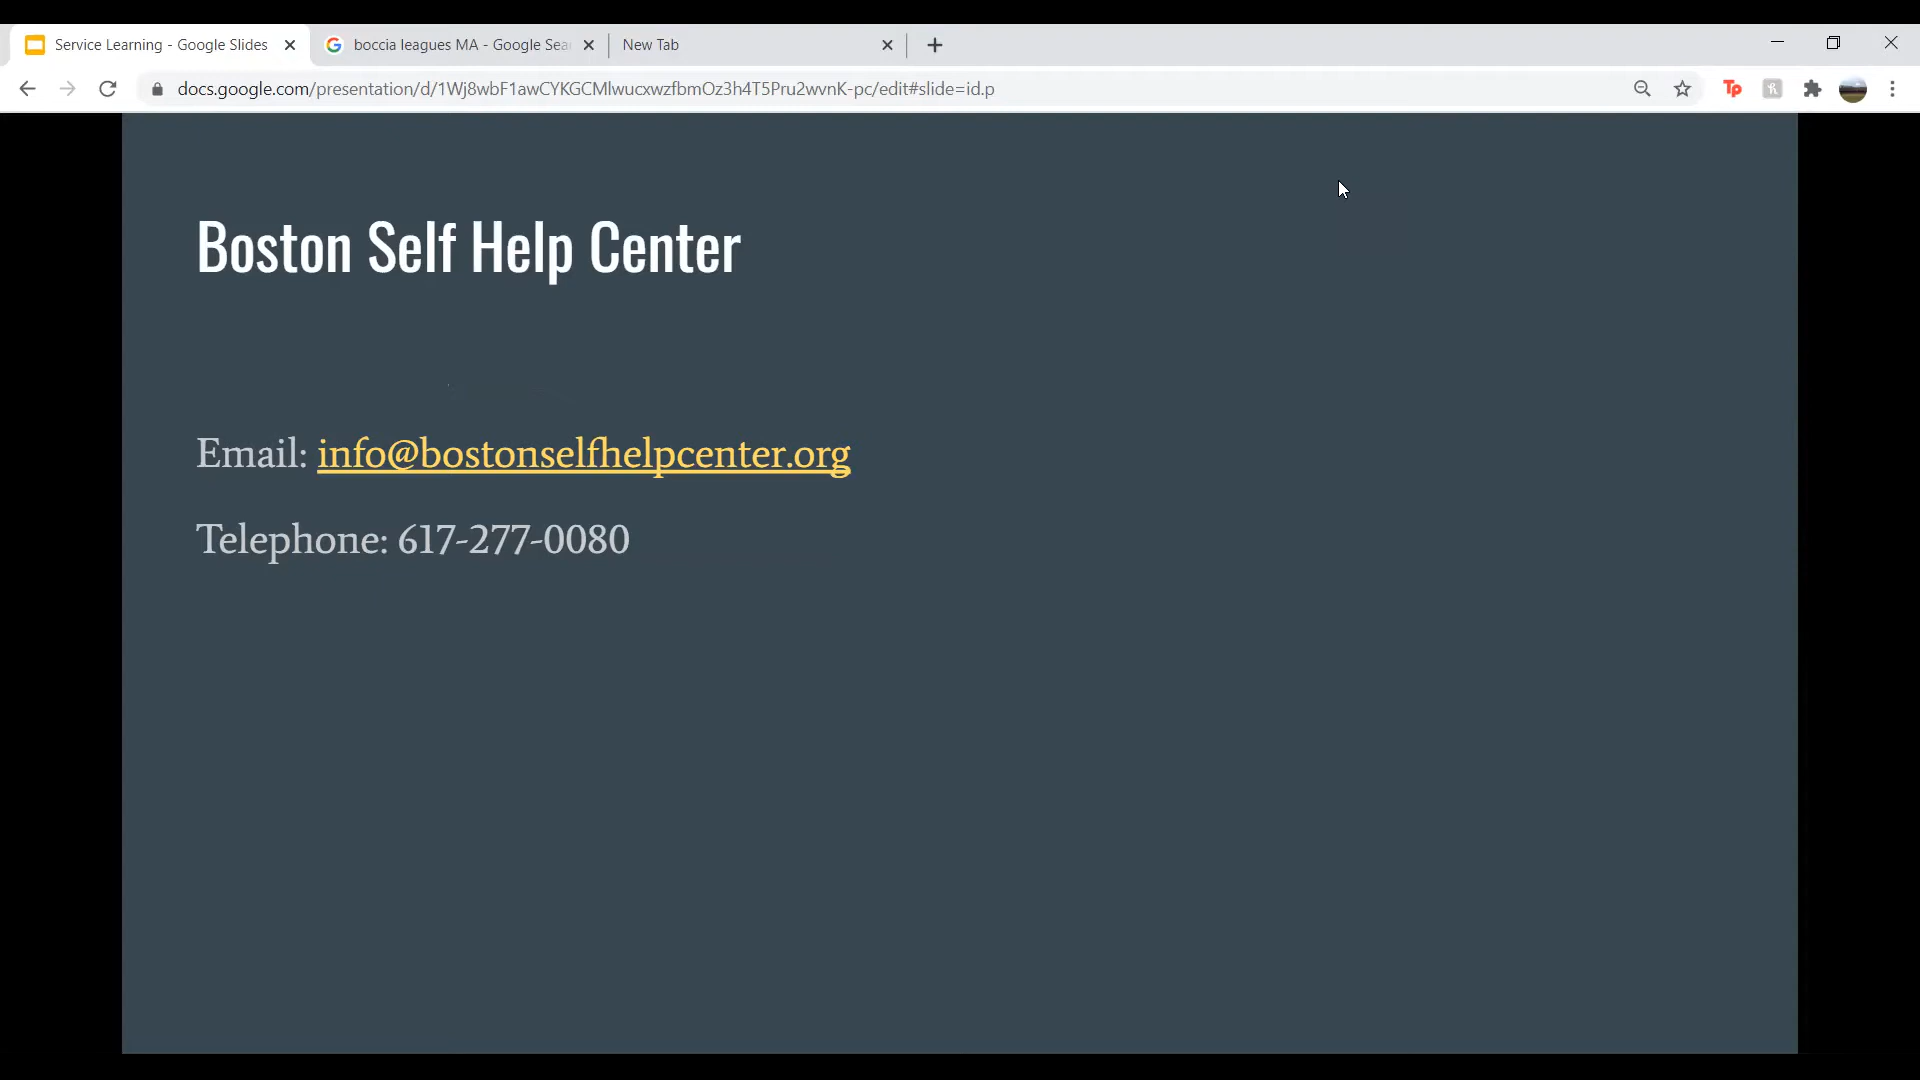 Service Learning - Google Slides
boccia leagues MA - Google Sea
New Tab
docs.google.com/presentation/d/1Wj8wbF1awCYKGCMlwucxwzfbmOz3h4T5Pru2wvnK-pc/edit#slide=id.p
Tp
Boston Self Help Center
Email: info@bostonselfhelpcenter.org
Telephone: 617-277-0080